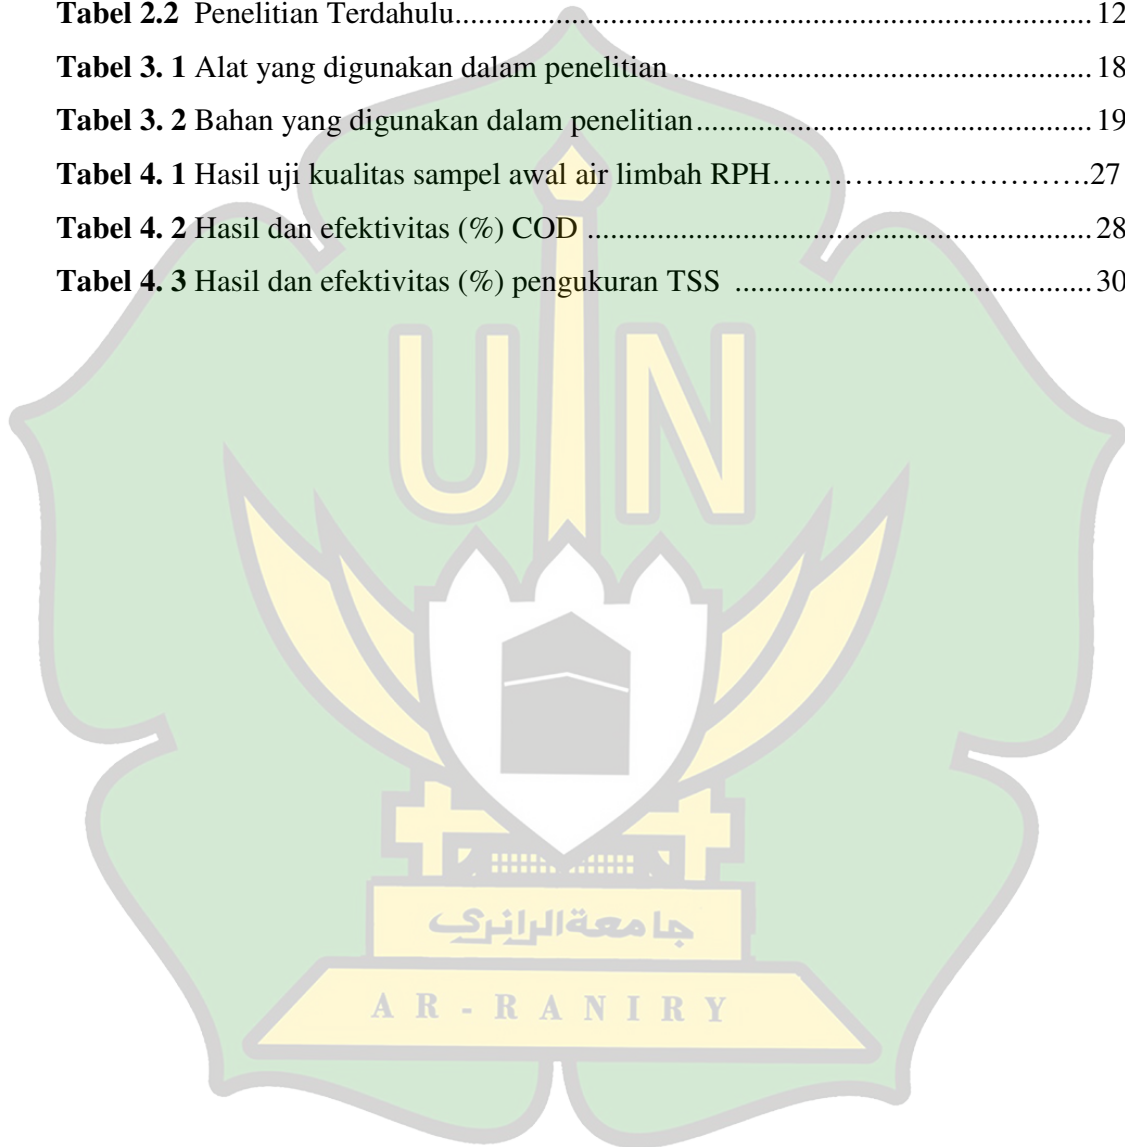 Tabel 2.2 Penelitian Terdahulu.................................................................................. 12
Tabel 3. 1 Alat yang digunakan dalam penelitian ...................................................... 18
Tabel 3. 2 Bahan yang digunakan dalam penelitian ................................................... 19
Tabel 4. 1 Hasil uji kualitas sampel awal air limbah RPH……………………………….27
Tabel 4. 2 Hasil dan efektivitas (%) COD ................................................................. 28
Tabel 4. 3 Hasil dan efektivitas (%) pengukuran TSS .............................................. 30
UIN
جامعةالرانري
AR-RANIRY